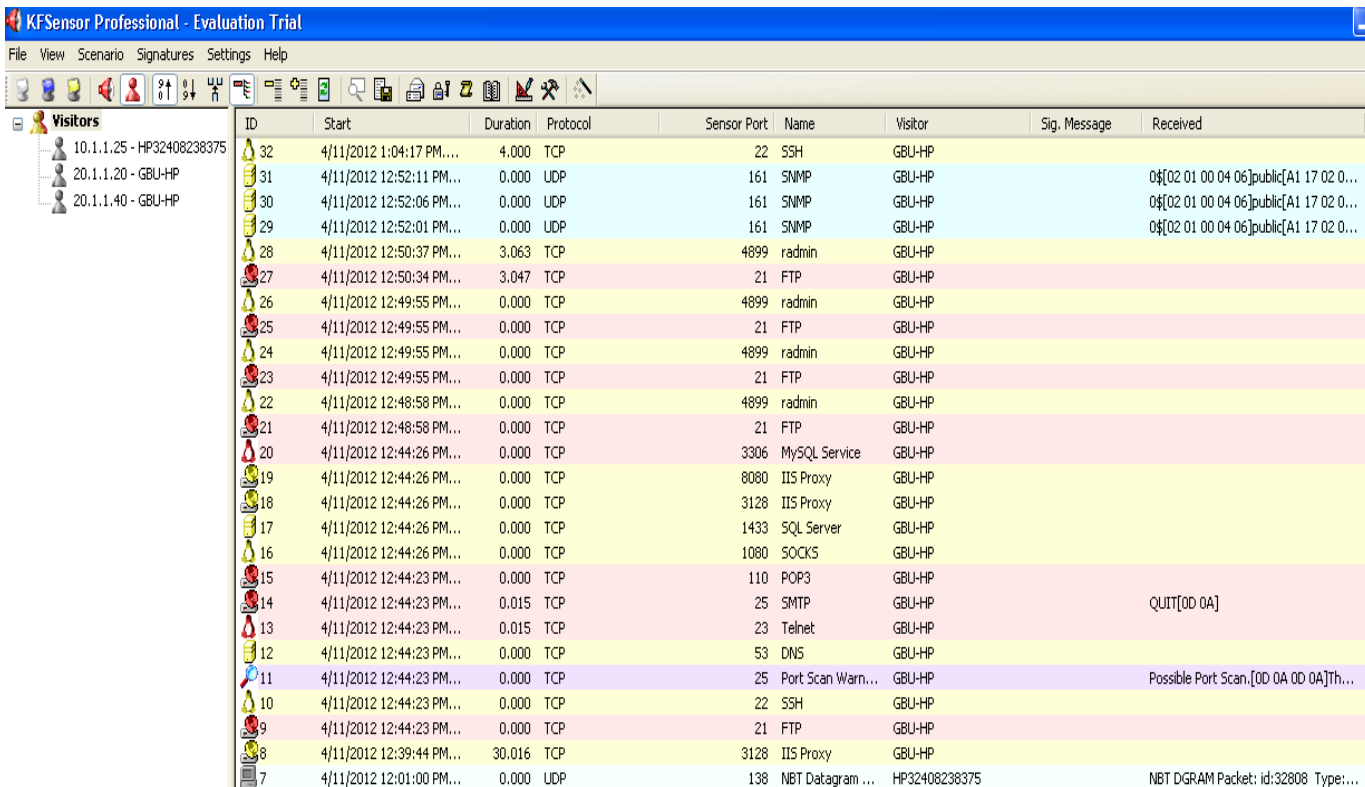 KFSensor Professional - Evaluation Trial
File View Scenario Signatures Settings Help
Visitors
10.1.1.25 - HP32408238375
20.1.1.20 - GBU-HP
20.1.1.40 - GBU-HP
ID Start Duration Protocol Sensor Port Name Visitor Sig. Message Received
32 4/11/2012 1:04:17 PM.... 4.000 TCP 22 SSH GBU-HP
31 4/11/2012 12:52:11 PM... 0.000 UDP 161 SNMP GBU-HP 0$[02 01 00 04 06]public[A1 17 02 0...
30 4/11/2012 12:52:06 PM... 0.000 UDP 161 SNMP GBU-HP 0$[02 01 00 04 06]public[A1 17 02 0...
29 4/11/2012 12:52:01 PM... 0.000 UDP 161 SNMP GBU-HP 0$[02 01 00 04 06]public[A1 17 02 0...
28 4/11/2012 12:50:37 PM... 3.063 TCP 4899 radmin GBU-HP
27 4/11/2012 12:50:34 PM... 3.047 TCP 21 FTP GBU-HP
26 4/11/2012 12:49:55 PM... 0.000 TCP 4899 radmin GBU-HP
25 4/11/2012 12:49:55 PM... 0.000 TCP 21 FTP GBU-HP
24 4/11/2012 12:49:55 PM... 0.000 TCP 4899 radmin GBU-HP
23 4/11/2012 12:49:55 PM... 0.000 TCP 21 FTP GBU-HP
22 4/11/2012 12:48:58 PM... 0.000 TCP 4899 radmin GBU-HP
21 4/11/2012 12:48:58 PM... 0.000 TCP 21 FTP GBU-HP
20 4/11/2012 12:44:26 PM... 0.000 TCP 3306 MySQL Service GBU-HP
19 4/11/2012 12:44:26 PM... 0.000 TCP 8080 IIS Proxy GBU-HP
18 4/11/2012 12:44:26 PM... 0.000 TCP 3128 IIS Proxy GBU-HP
17 4/11/2012 12:44:26 PM... 0.000 TCP 1433 SQL Server GBU-HP
16 4/11/2012 12:44:26 PM... 0.000 TCP 1080 SOCKS GBU-HP
15 4/11/2012 12:44:23 PM... 0.000 TCP 110 POP3 GBU-HP
14 4/11/2012 12:44:23 PM... 0.015 TCP 25 SMTP GBU-HP QUIT[0D 0A]
13 4/11/2012 12:44:23 PM... 0.015 TCP 23 Telnet GBU-HP
12 4/11/2012 12:44:23 PM... 0.000 TCP 53 DNS GBU-HP
11 4/11/2012 12:44:23 PM... 0.000 TCP 25 Port Scan Warn... GBU-HP Possible Port Scan.[0D 0A 0D 0A]Th...
10 4/11/2012 12:44:23 PM... 0.000 TCP 22 SSH GBU-HP
9 4/11/2012 12:44:23 PM... 0.000 TCP 21 FTP GBU-HP
8 4/11/2012 12:39:44 PM... 30.016 TCP 3128 IIS Proxy GBU-HP
7 4/11/2012 12:01:00 PM... 0.000 UDP 138 NBT Datagram ... HP32408238375 NBT DGRAM Packet: id:32808 Type:...